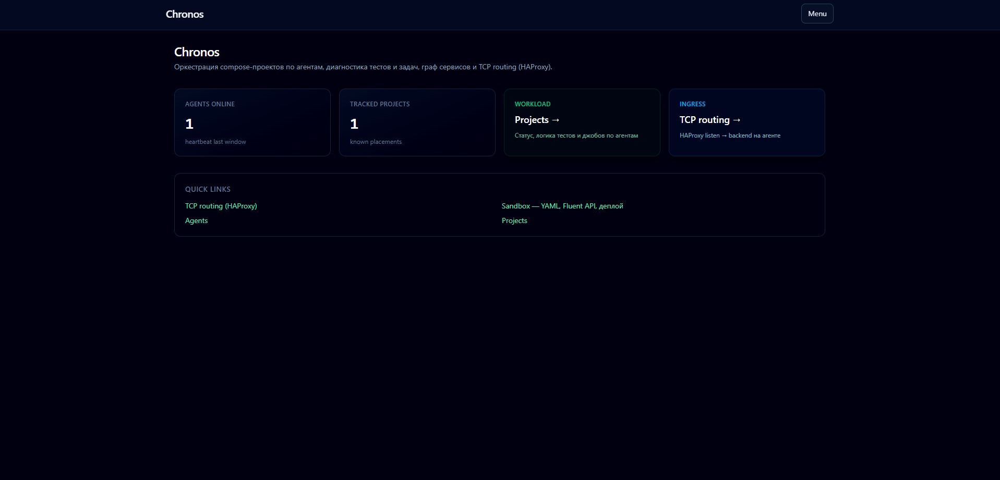 Chronos
Menu
Chronos
Оркестрация compose-проектов по агентам, диагностика тестов и задач, граф сервисов и TCP routing (HAProxy).
AGENTS ONLINE
1
heartbeat last window
TRACKED PROJECTS
1
known placements
WORKLOAD
Projects →
Статус, логика тестов и джобов по агентам
INGRESS
TCP routing →
HAProxy listen → backend на агенте
QUICK LINKS
TCP routing (HAProxy)
Sandbox — YAML, Fluent API, деплой
Agents
Projects